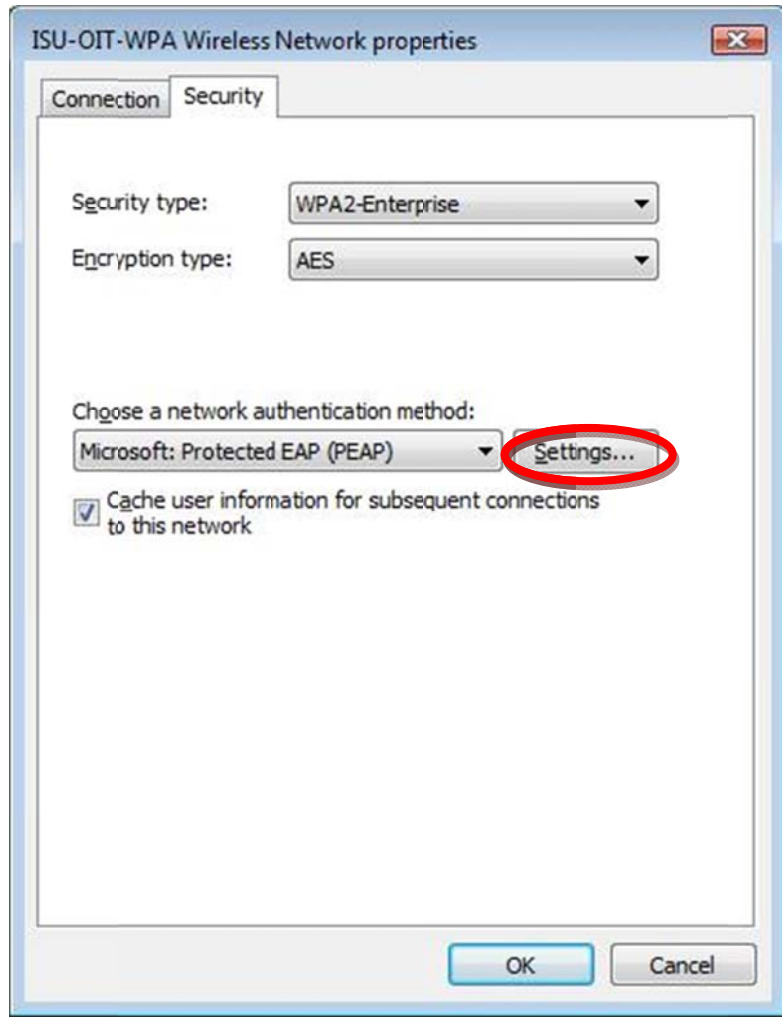 ISU-OIT-WPA Wireless Network properties
Connection
Security
Security type:
WPA2-Enterprise
Encryption type:
AES
Choose a network authentication method:
Microsoft: Protected EAP (PEAP)
Settings...
Cache user information for subsequent connections
to this network
OK
Cancel